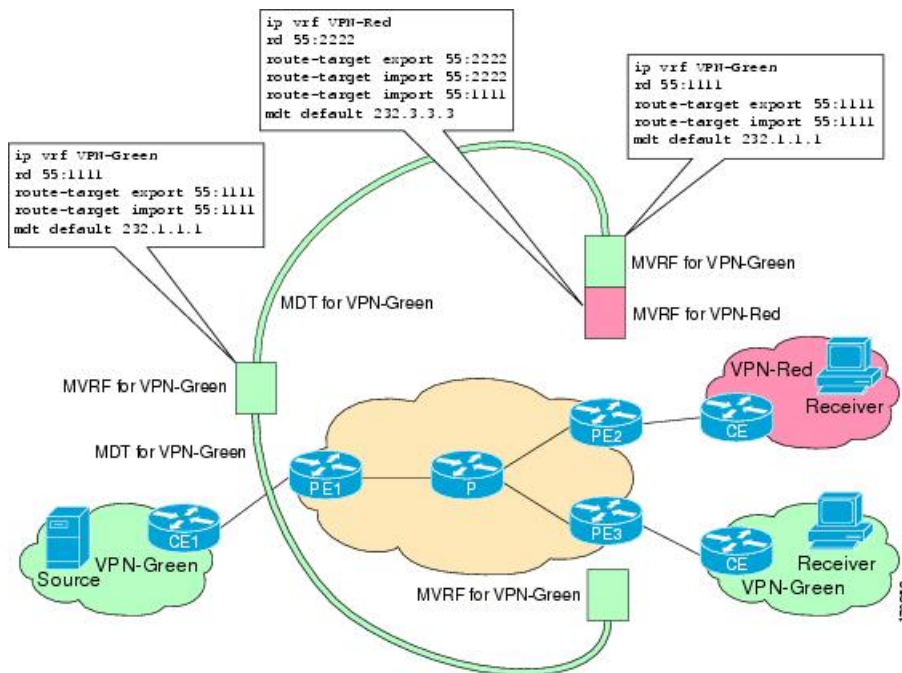 ip vrf VPN-Red
rd 55:2222
route-target export 55:2222
route-target import 55:2222
route-target import 55:1111
mdt default 232.3.3.3
ip vrf VPN-Green
rd 55:1111
route-target export 55:1111
route-target import 55:1111
mdt default 232.1.1.1
ip vrf VPN-Green
rd 55:1111
route-target export 55:1111
route-target import 55:1111
mdt default 232.1.1.1
MVRF for VPN-Green
MDT for VPN-Green
MVRF for VPN-Red
MVRF for VPN-Green
VPN-Red
Receiver
PE2
CE
MDT for VPN-Green
PE1
P
CE1
PE3
Source
VPN-Green
CE
Receiver
VPN-Green
MVRF for VPN-Green